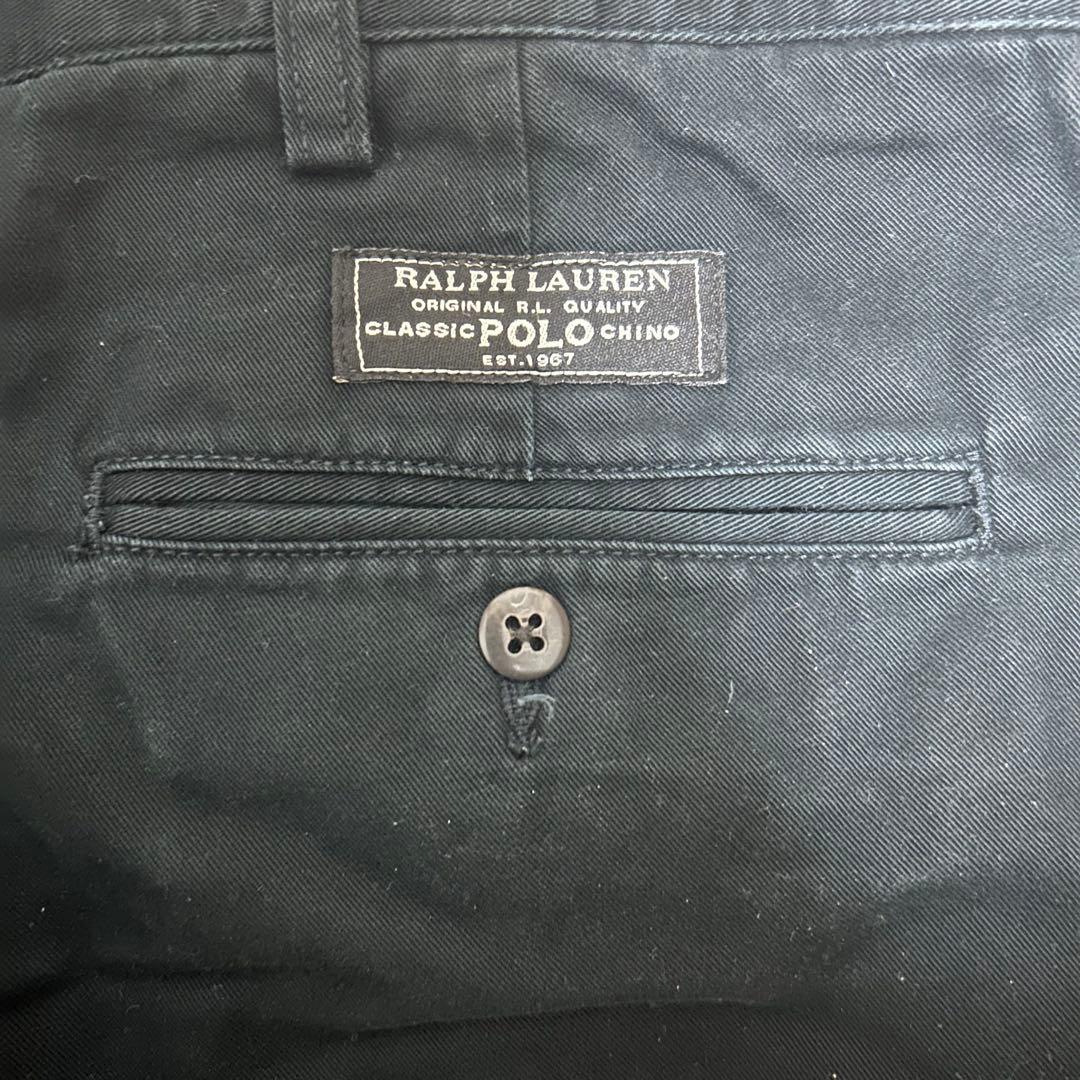 RALPH LAUREN
ORIGINAL R.L. QUALITY
CLASSIC POLO CHINO
EST. 1967